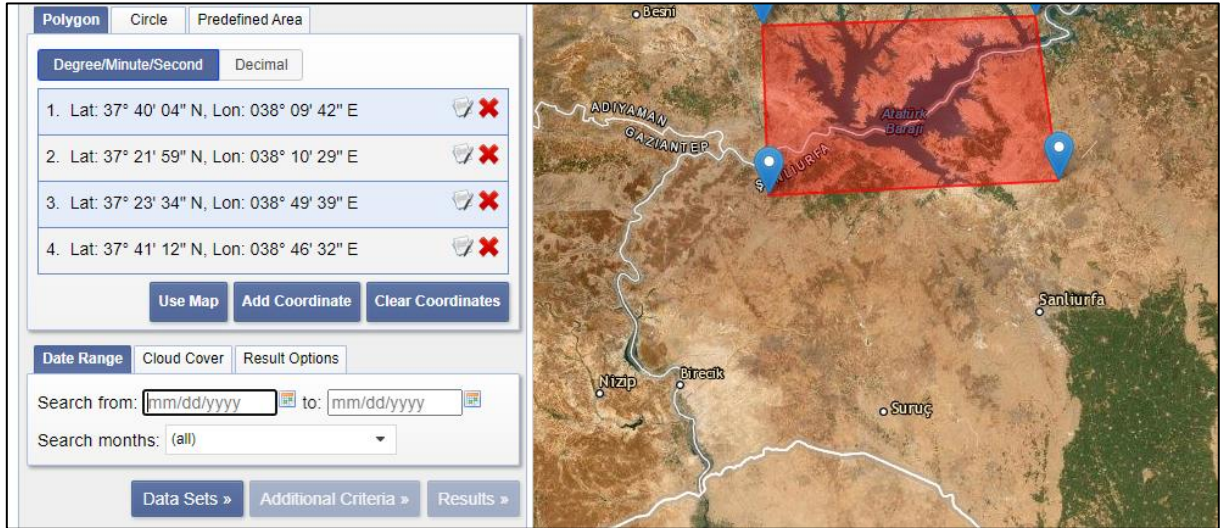 Polygon Circle Predefined Area
Degree/Minute/Second Decimal
1. Lat: 37° 40' 04" N, Lon: 038° 09' 42" E
2. Lat: 37° 21' 59" N, Lon: 038° 10' 29" E
3. Lat: 37° 23' 34" N, Lon: 038° 49' 39" E
4. Lat: 37° 41' 12" N, Lon: 038° 46' 32" E
Use Map Add Coordinate Clear Coordinates
Date Range Cloud Cover Result Options
Search from: mm/dd/yyyy to: mm/dd/yyyy
Search months: (all)
Data Sets » Additional Criteria » Results »
Besni
ADIYAMAN
GAZIANTEP
Atatürk
Barajı
Sanliurfa
Nizip
Birecik
Suruç